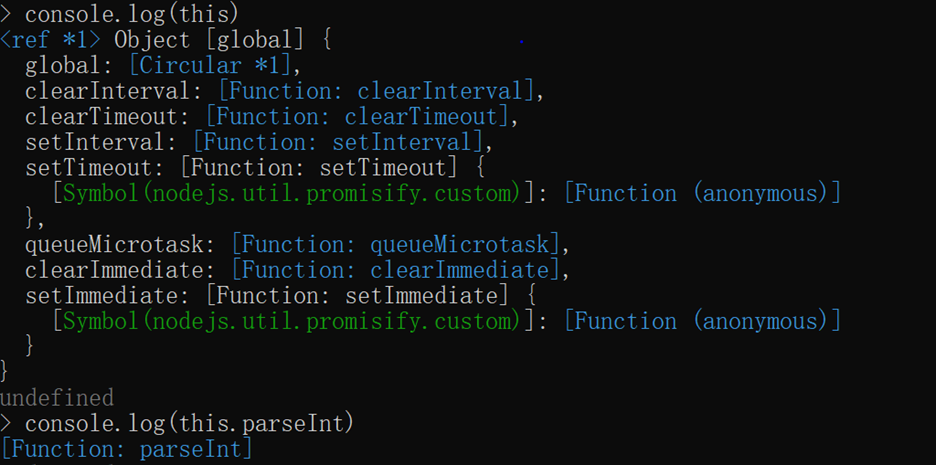 > console.log(this)
<ref *1> Object [global] {
  global: [Circular *1],
  clearInterval: [Function: clearInterval],
  clearTimeout: [Function: clearTimeout],
  setInterval: [Function: setInterval],
  setTimeout: [Function: setTimeout] {
    [Symbol(nodejs.util.promisify.custom)]: [Function (anonymous)]
  },
  queueMicrotask: [Function: queueMicrotask],
  clearImmediate: [Function: clearImmediate],
  setImmediate: [Function: setImmediate] {
    [Symbol(nodejs.util.promisify.custom)]: [Function (anonymous)]
  }
}
undefined
> console.log(this.parseInt)
[Function: parseInt]